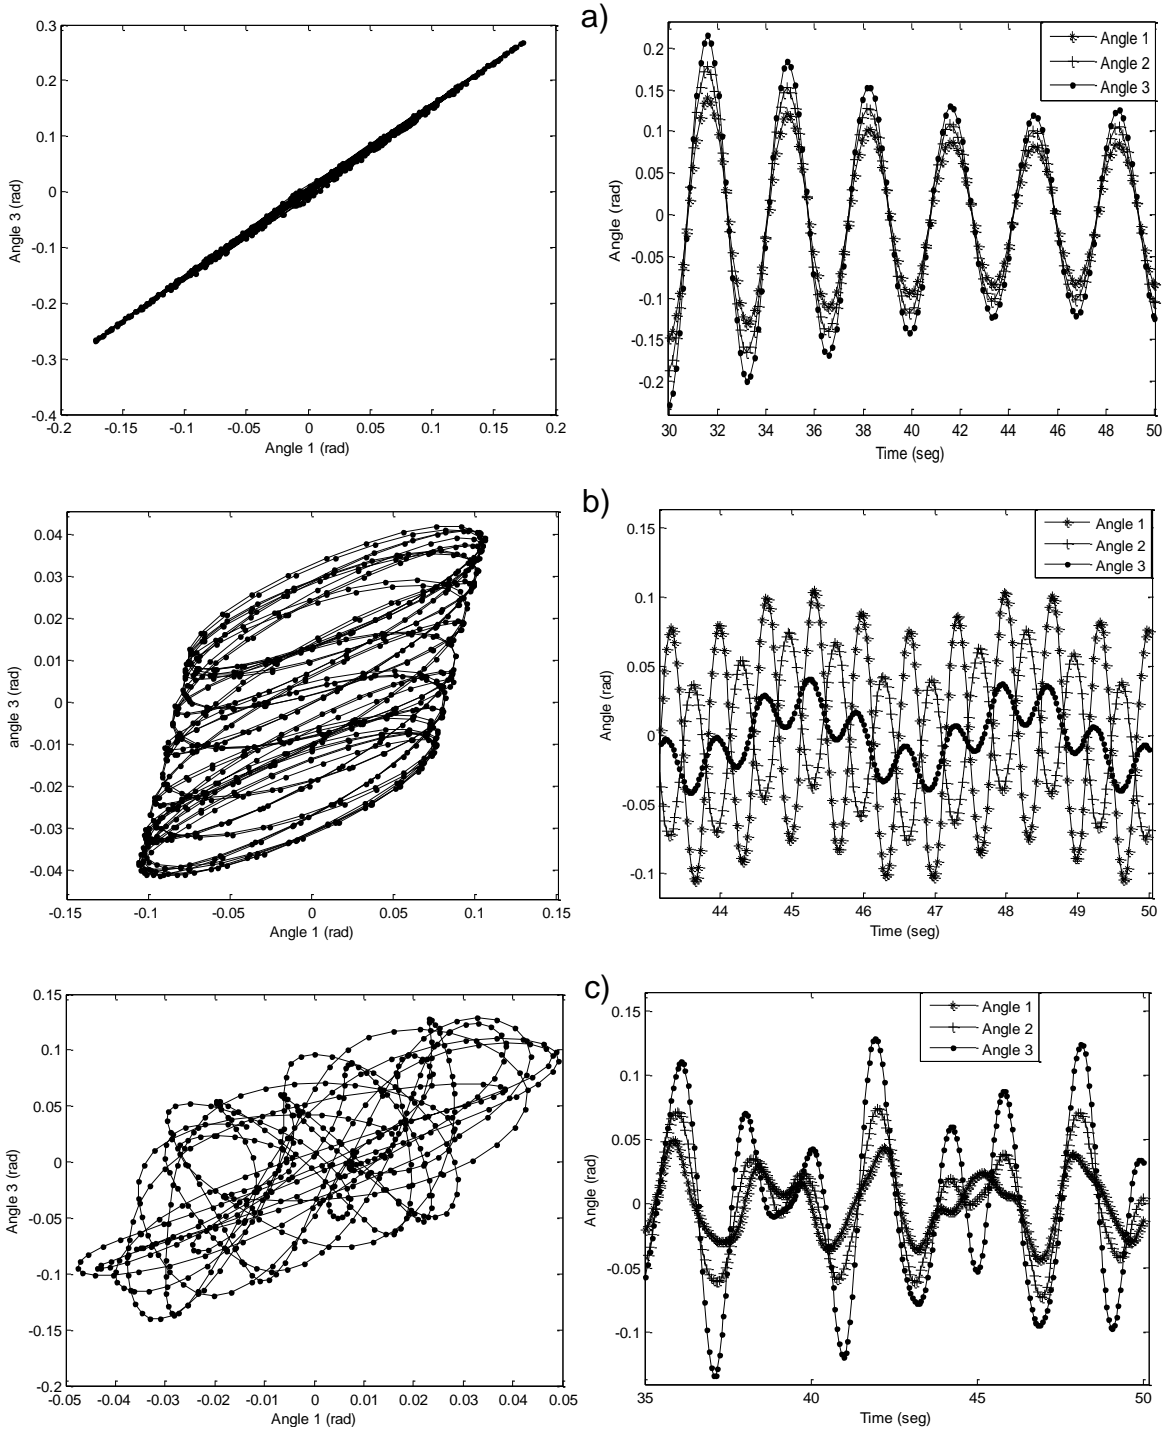 a)
0.3
0.2
0.1
0
-0.1
-0.2
-0.3
-0.4
Angle 3 (rad)
-0.2 -0.15 -0.1 -0.05 0 0.05 0.1 0.15 0.2
Angle 1 (rad)
0.2
0.15
0.1
0.05
0
-0.05
-0.1
-0.15
-0.2
Angle (rad)
Angle 1
Angle 2
Angle 3
30 32 34 36 38 40 42 44 46 48 50
Time (seg)
b)
0.04
0.03
0.02
0.01
0
-0.01
-0.02
-0.03
-0.04
angle 3 (rad)
-0.15 -0.1 -0.05 0 0.05 0.1 0.15
Angle 1 (rad)
0.15
0.1
0.05
0
-0.05
-0.1
Angle (rad)
Angle 1
Angle 2
Angle 3
44 45 46 47 48 49 50
Time (seg)
c)
0.15
0.1
0.05
0
-0.05
-0.1
-0.15
-0.2
Angle 3 (rad)
-0.05 -0.04 -0.03 -0.02 -0.01 0 0.01 0.02 0.03 0.04 0.05
Angle 1 (rad)
0.15
0.1
0.05
0
-0.05
-0.1
Angle (rad)
Angle 1
Angle 2
Angle 3
35 40 45 50
Time (seg)